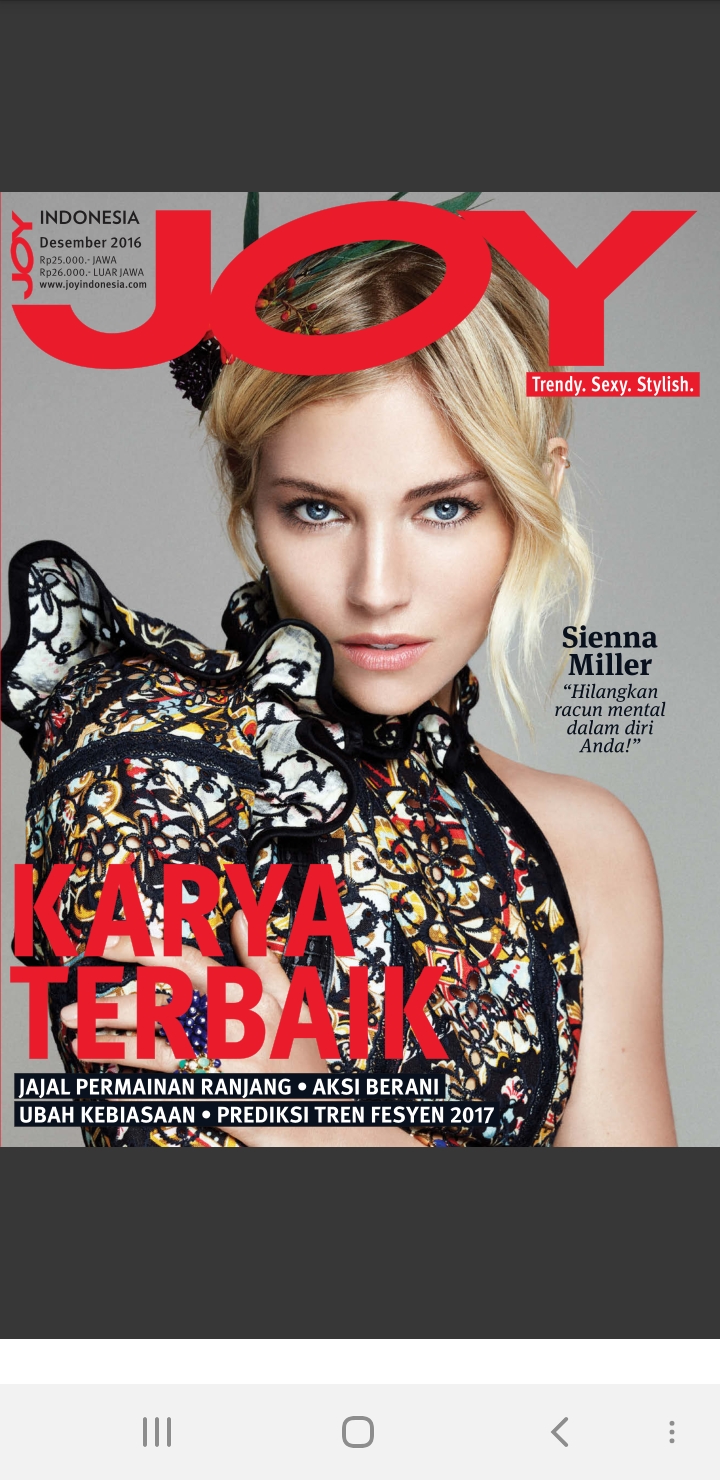 JOY
INDONESIA
Desember 2016
Rp25.000.- JAWA
Rp26.000.- LUAR JAWA
www.joyindonesia.com
JOY
Trendy. Sexy. Stylish.
Sienna
Miller
“Hilangkan
racun mental
dalam diri
Anda!”
KARYA
TERBAIK
JAJAL PERMAINAN RANJANG • AKSI BERANI
UBAH KEBIASAAN • PREDIKSI TREN FESYEN 2017